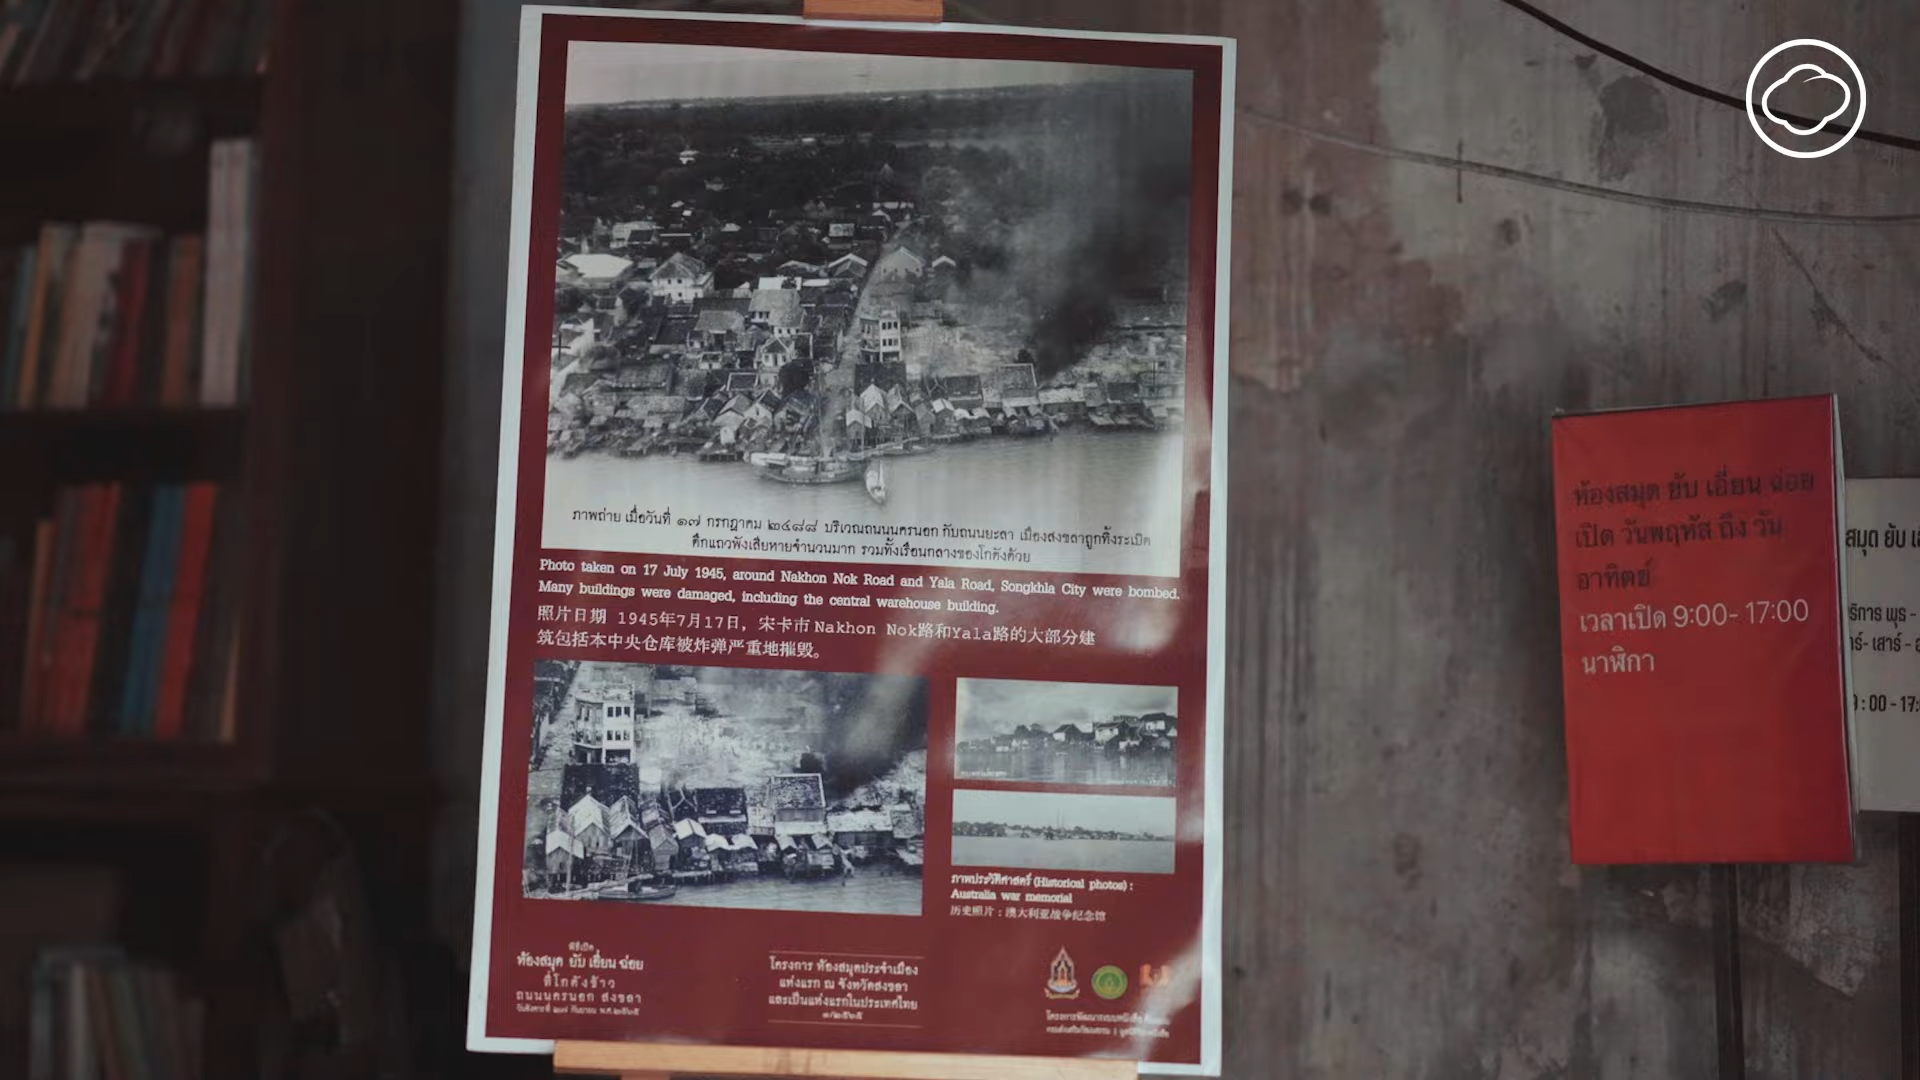 ภาพถ่าย เมื่อวันที่ ๑๗ กรกฎาคม ๒๔๘๘ บริเวณถนนนครนอก กับถนนยะลา เมืองสงขลาถูกทิ้งระเบิด
ตึกแถวพังเสียหายจำนวนมาก รวมทั้งเรือนกลางของโกดังด้วย
Photo taken on 17 July 1945, around Nakhon Nok Road and Yala Road, Songkhla City were bombed.
Many buildings were damaged, including the central warehouse building.
照片日期 1945年7月17日，宋卡市 Nakhon Nok路和Yala路的大部分建
筑包括本中央仓库被炸弹严重地摧毁。
ภาพประวัติศาสตร์ (Historical photos) :
Australia war memorial
历史照片：澳大利亚战争纪念馆
พิธีเปิด
ห้องสมุด ยับ เอี่ยน ฉ่อย
ที่โกดังข้าว
ถนนนครนอก สงขลา
โครงการ ห้องสมุดประจำเมือง
แห่งแรก ณ จังหวัดสงขลา
และเป็นแห่งแรกในประเทศไทย
ห้องสมุด ยับ เอี่ยน ฉ่อย
เปิด วันพฤหัส ถึง วัน
อาทิตย์
เวลาเปิด 9:00- 17:00
นาฬิกา
สมุด ยับ เ
ริการ พุธ -
ร์- เสาร์ - อ
: 00 - 17: